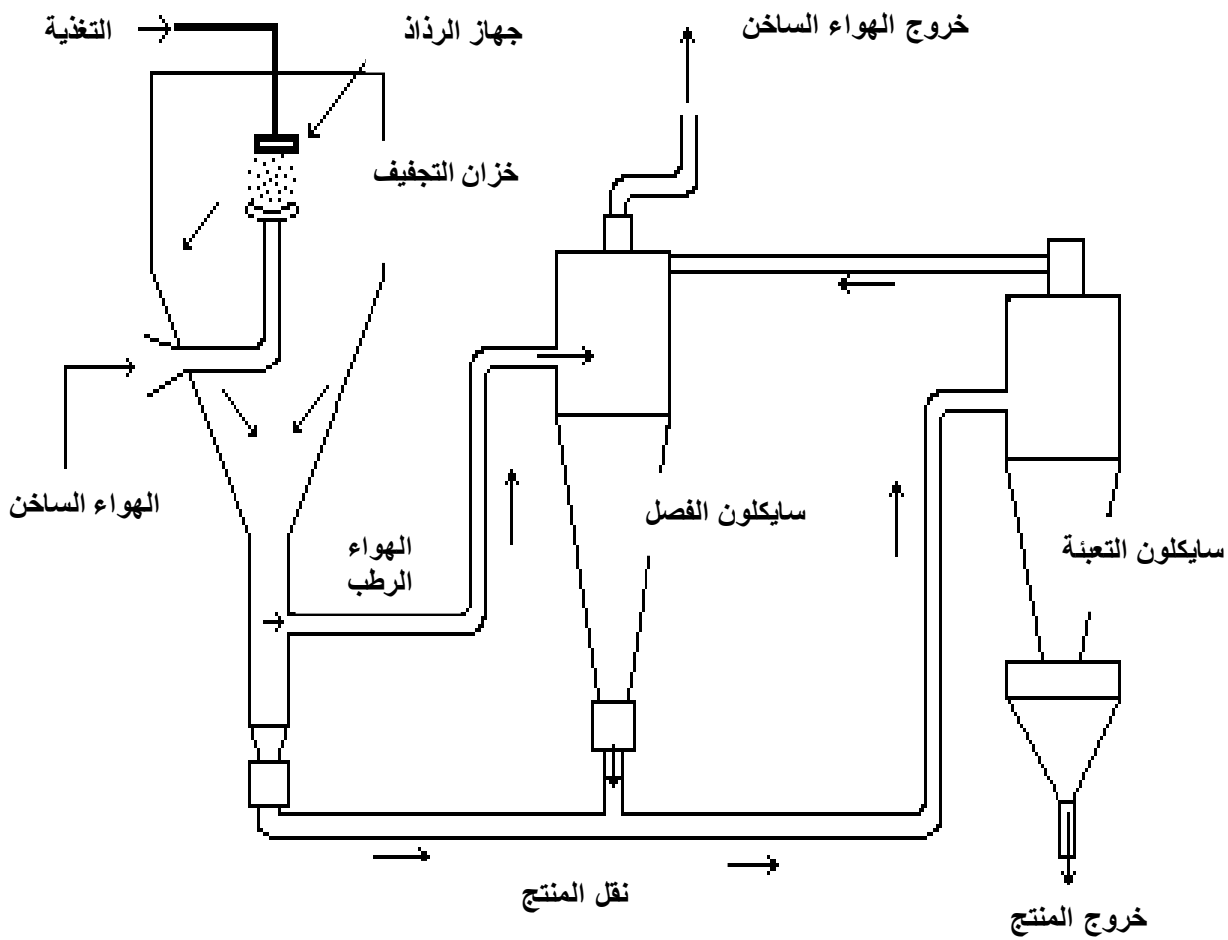 التغذية
جهاز الرذاذ
خروج الهواء الساخن
خزان التجفيف
الهواء الساخن
الهواء
الرطب
سايكلون الفصل
سايكلون التعبئة
نقل المنتج
خروج المنتج